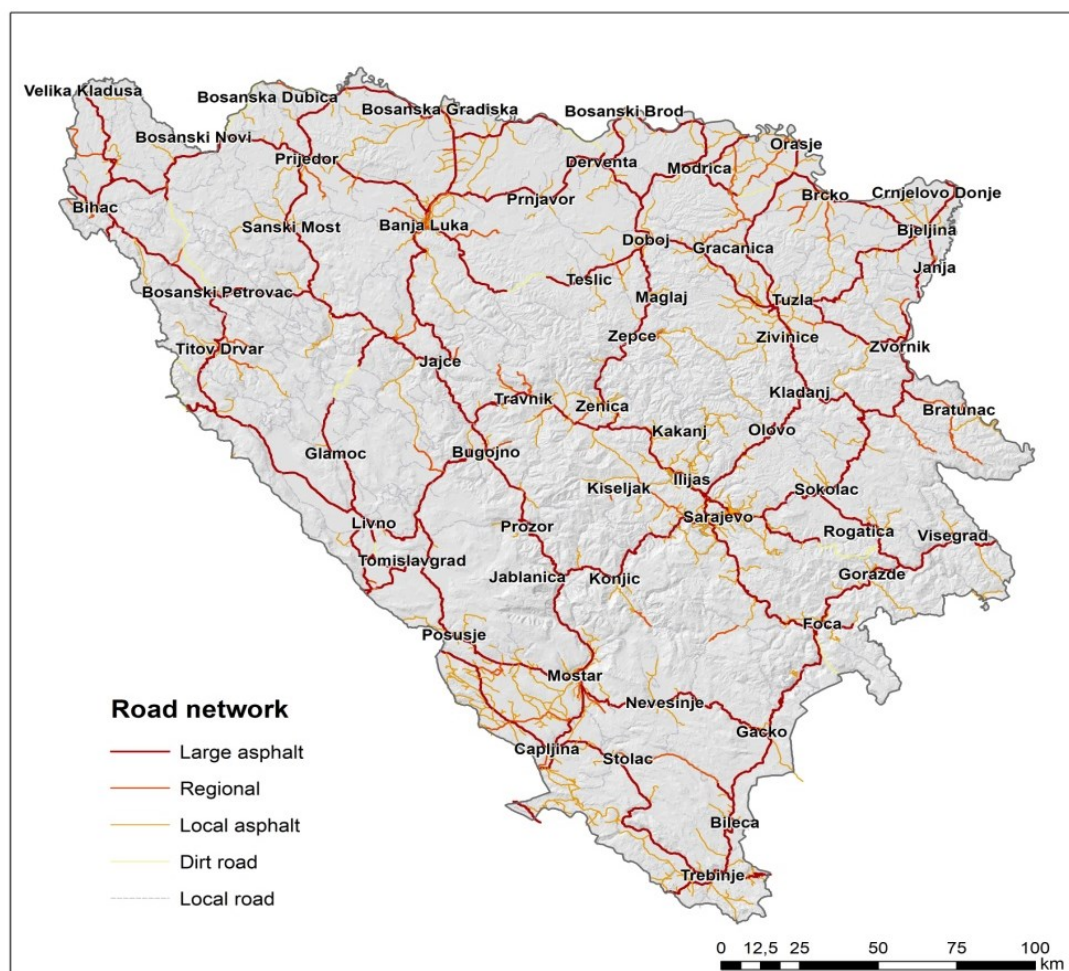 Velika Kladusa
Bosanska Dubica
Bosanska Gradiska
Bosanski Brod
Bosanski Novi
Orasje
Prijedor
Derventa
Modrica
Bihac
Prnjavor
Brcko
Crnjelovo Donje
Sanski Most
Banja Luka
Bjeljina
Doboj
Gracanica
Janja
Teslic
Bosanski Petrovac
Maglaj
Tuzla
Zepce
Zivinice
Titov Drvar
Zvornik
Jajce
Kladanj
Travnik
Zenica
Bratunac
Kakanj
Olovo
Glamoc
Bugojno
Ilijas
Kiseljak
Sokolac
Livno
Prozor
Sarajevo
Rogatica
Visegrad
Tomislavgrad
Jablanica
Konjic
Gorazde
Foca
Posusje
Mostar
Nevesinje
Gacko
Capljina
Stolac
Bileca
Trebinje
Road network
Large asphalt
Regional
Local asphalt
Dirt road
Local road
0 12,5 25 50 75 100
km